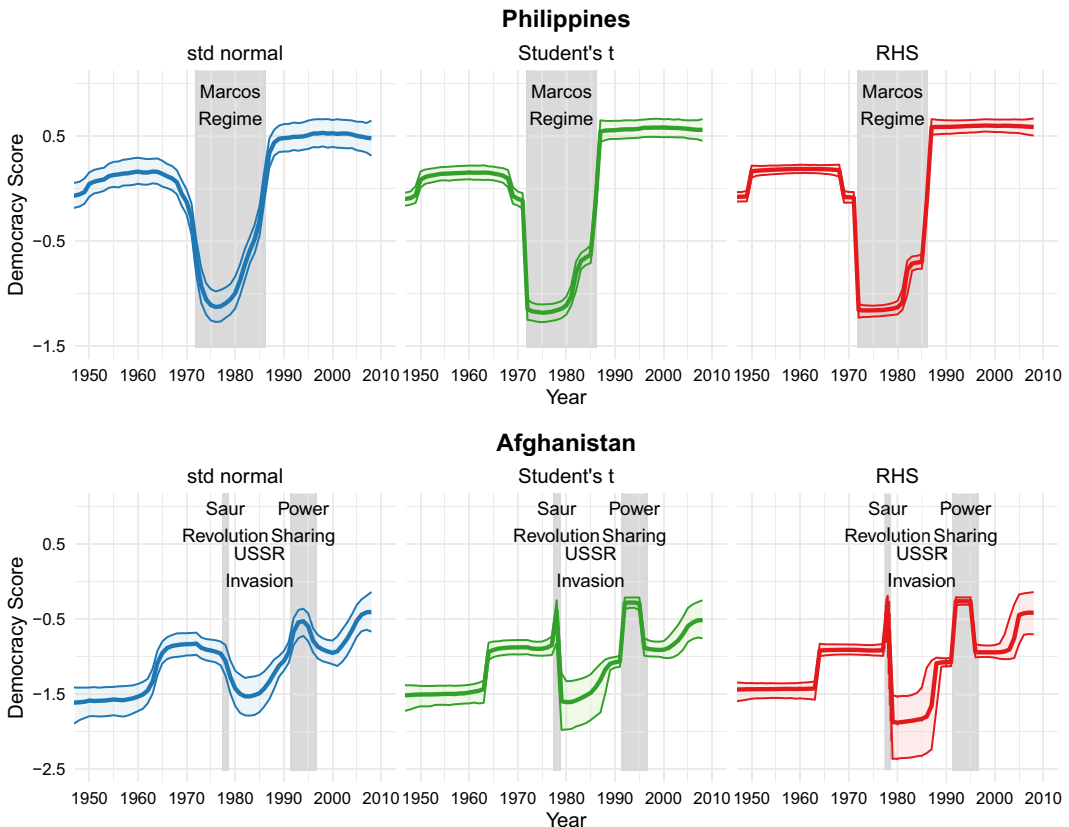 Philippines
std normal
Student's t
RHS
Marcos
Regime
Marcos
Regime
Marcos
Regime
Democracy Score
0.5
−0.5
−1.5
1950 1960 1970 1980 1990 2000 2010
1950 1960 1970 1980 1990 2000 2010
1950 1960 1970 1980 1990 2000 2010
Year
Afghanistan
std normal
Student's t
RHS
Saur
Revolution
Power
Sharing
USSR
Invasion
Saur
Revolution
Power
Sharing
USSR
Invasion
Saur
Revolution
Power
Sharing
USSR
Invasion
Democracy Score
0.5
−0.5
−1.5
−2.5
1950 1960 1970 1980 1990 2000 2010
1950 1960 1970 1980 1990 2000 2010
1950 1960 1970 1980 1990 2000 2010
Year